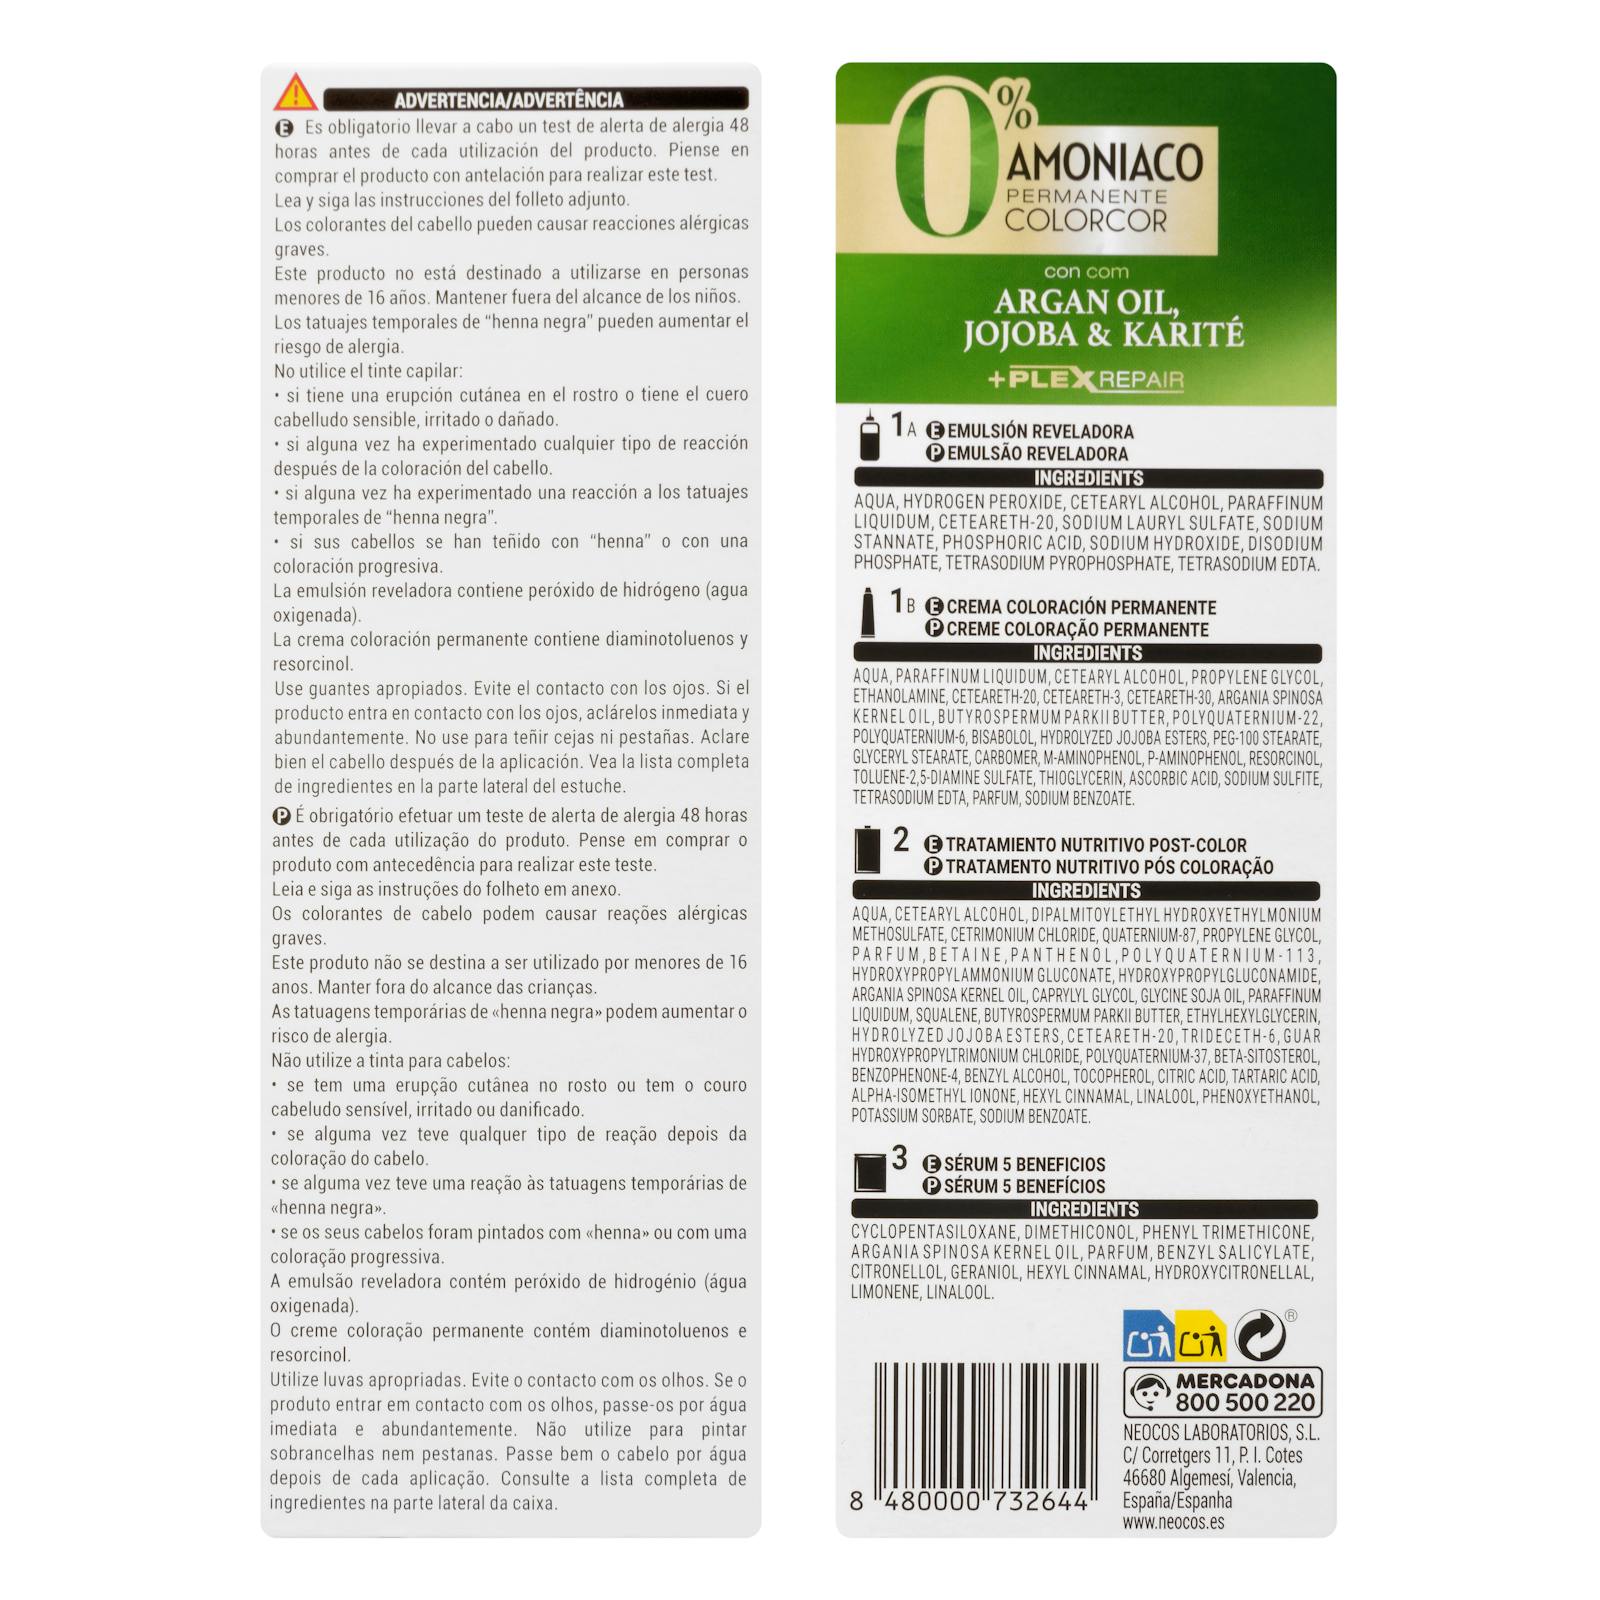 ADVERTENCIA/ADVERTÊNCIA
E Es obligatorio llevar a cabo un test de alerta de alergia 48
horas antes de cada utilización del producto. Piense en
comprar el producto con antelación para realizar este test.
Lea y siga las instrucciones del folleto adjunto.
Los colorantes del cabello pueden causar reacciones alérgicas
graves.
Este producto no está destinado a utilizarse en personas
menores de 16 años. Mantener fuera del alcance de los niños.
Los tatuajes temporales de “henna negra” pueden aumentar el
riesgo de alergia.
No utilice el tinte capilar:
• si tiene una erupción cutánea en el rostro o tiene el cuero
cabelludo sensible, irritado o dañado.
• si alguna vez ha experimentado cualquier tipo de reacción
después de la coloración del cabello.
• si alguna vez ha experimentado una reacción a los tatuajes
temporales de “henna negra”.
• si sus cabellos se han teñido con “henna” o con una
coloración progresiva.
La emulsión reveladora contiene peróxido de hidrógeno (agua
oxigenada).
La crema coloración permanente contiene diaminotoluenos y
resorcinol.
Use guantes apropiados. Evite el contacto con los ojos. Si el
producto entra en contacto con los ojos, aclárelos inmediata y
abundantemente. No use para teñir cejas ni pestañas. Aclare
bien el cabello después de la aplicación. Vea la lista completa
de ingredientes en la parte lateral del estuche.
P É obrigatório efetuar um teste de alerta de alergia 48 horas
antes de cada utilização do produto. Pense em comprar o
produto com antecedência para realizar este teste.
Leia e siga as instruções do folheto em anexo.
Os colorantes de cabelo podem causar reações alérgicas
graves.
Este produto não se destina a ser utilizado por menores de 16
anos. Manter fora do alcance das crianças.
As tatuagens temporárias de «henna negra» podem aumentar o
risco de alergia.
Não utilize a tinta para cabelos:
• se tem uma erupção cutânea no rosto ou tem o couro
cabeludo sensível, irritado ou danificado.
• se alguma vez teve qualquer tipo de reação depois da
coloração do cabelo.
• se alguma vez teve uma reação às tatuagens temporárias de
«henna negra».
• se os seus cabelos foram pintados com «henna» ou com uma
coloração progressiva.
A emulsão reveladora contém peróxido de hidrogénio (água
oxigenada).
O creme coloração permanente contém diaminotoluenos e
resorcinol.
Utilize luvas apropriadas. Evite o contacto com os olhos. Se o
produto entrar em contacto com os olhos, passe-os por água
imediata e abundantemente. Não utilize para pintar
sobrancelhas nem pestanas. Passe bem o cabelo por água
depois de cada aplicação. Consulte a lista completa de
ingredientes na parte lateral da caixa.
0%
AMONIACO
PERMANENTE
COLORCOR
con com
ARGAN OIL,
JOJOBA & KARITÉ
+PLEXREPAIR
1A E EMULSIÓN REVELADORA
P EMULSÃO REVELADORA
INGREDIENTS
AQUA, HYDROGEN PEROXIDE, CETEARYL ALCOHOL, PARAFFINUM
LIQUIDUM, CETEARETH-20, SODIUM LAURYL SULFATE, SODIUM
STANNATE, PHOSPHORIC ACID, SODIUM HYDROXIDE, DISODIUM
PHOSPHATE, TETRASODIUM PYROPHOSPHATE, TETRASODIUM EDTA.
1B E CREMA COLORACIÓN PERMANENTE
P CREME COLORAÇÃO PERMANENTE
INGREDIENTS
AQUA, PARAFFINUM LIQUIDUM, CETEARYL ALCOHOL, PROPYLENE GLYCOL,
ETHANOLAMINE, CETEARETH-20, CETEARETH-3, CETEARETH-30, ARGANIA SPINOSA
KERNEL OIL, BUTYROSPERMUM PARKII BUTTER, POLYQUATERNIUM-22,
POLYQUATERNIUM-6, BISABOLOL, HYDROLYZED JOJOBA ESTERS, PEG-100 STEARATE,
GLYCERYL STEARATE, CARBOMER, M-AMINOPHENOL, P-AMINOPHENOL, RESORCINOL,
TOLUENE-2,5-DIAMINE SULFATE, THIOGLYCERIN, ASCORBIC ACID, SODIUM SULFITE,
TETRASODIUM EDTA, PARFUM, SODIUM BENZOATE.
2 E TRATAMIENTO NUTRITIVO POST-COLOR
P TRATAMENTO NUTRITIVO PÓS COLORAÇÃO
INGREDIENTS
AQUA, CETEARYL ALCOHOL, DIPALMITOYLETHYL HYDROXYETHYLMONIUM
METHOSULFATE, CETRIMONIUM CHLORIDE, QUATERNIUM-87, PROPYLENE GLYCOL,
PARFUM, BETAINE, PANTHENOL, POLYQUATERNIUM-113,
HYDROXYPROPYLAMMONIUM GLUCONATE, HYDROXYPROPYLGLUCONAMIDE,
ARGANIA SPINOSA KERNEL OIL, CAPRYLYL GLYCOL, GLYCINE SOJA OIL, PARAFFINUM
LIQUIDUM, SQUALENE, BUTYROSPERMUM PARKII BUTTER, ETHYLHEXYLGLYCERIN,
HYDROLYZED JOJOBA ESTERS, CETEARETH-20, TRIDECETH-6, GUAR
HYDROXYPROPYLTRIMONIUM CHLORIDE, POLYQUATERNIUM-37, BETA-SITOSTEROL,
BENZOPHENONE-4, BENZYL ALCOHOL, TOCOPHEROL, CITRIC ACID, TARTARIC ACID,
ALPHA-ISOMETHYL IONONE, HEXYL CINNAMAL, LINALOOL, PHENOXYETHANOL,
POTASSIUM SORBATE, SODIUM BENZOATE.
3 E SÉRUM 5 BENEFICIOS
P SÉRUM 5 BENEFÍCIOS
INGREDIENTS
CYCLOPENTASILOXANE, DIMETHICONOL, PHENYL TRIMETHICONE,
ARGANIA SPINOSA KERNEL OIL, PARFUM, BENZYL SALICYLATE,
CITRONELLOL, GERANIOL, HEXYL CINNAMAL, HYDROXYCITRONELLAL,
LIMONENE, LINALOOL.
®
MERCADONA
800 500 220
NEOCOS LABORATORIOS, S.L.
C/ Corretgers 11, P. I. Cotes
46680 Algemesí, Valencia,
España/Espanha
www.neocos.es
8 480000 732644